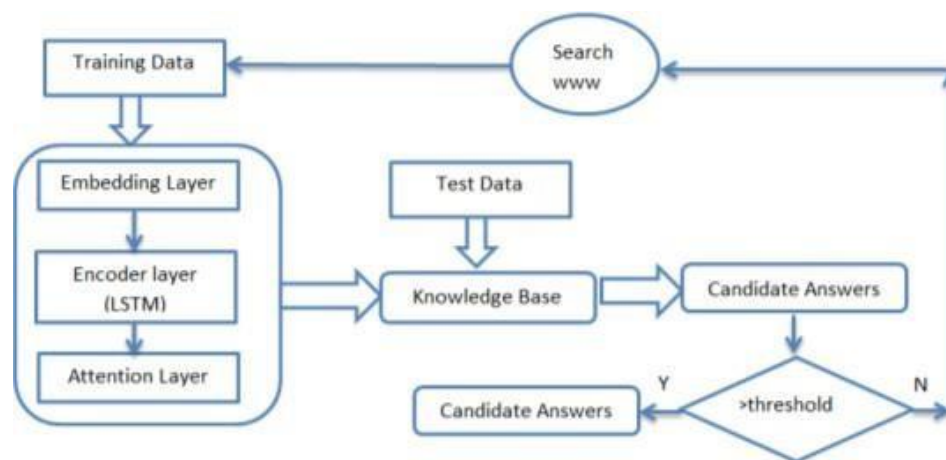 Training Data
Search
www
Embedding Layer
Test Data
Encoder layer
(LSTM)
Knowledge Base
Candidate Answers
Attention Layer
Y
>threshold
N
Candidate Answers